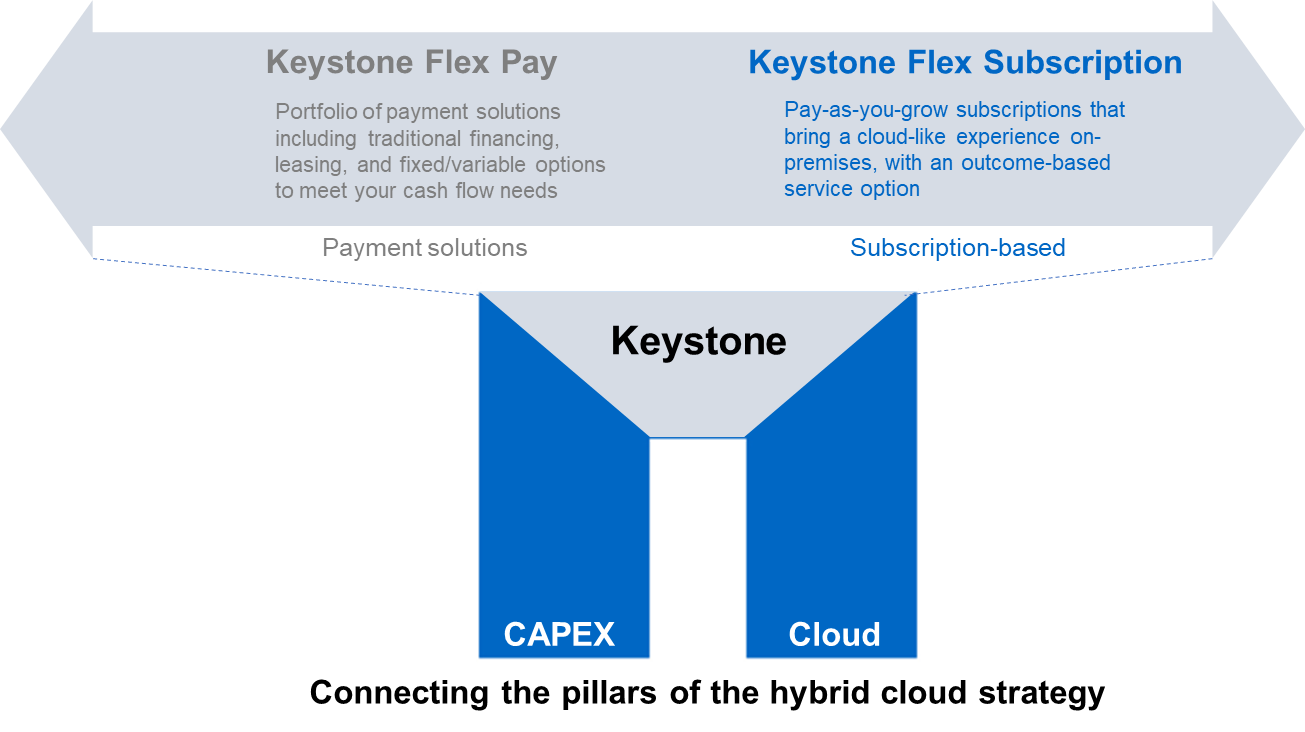 Keystone Flex Pay
Portfolio of payment solutions
including traditional financing,
leasing, and fixed/variable options
to meet your cash flow needs
Payment solutions
Keystone Flex Subscription
Pay-as-you-grow subscriptions that
bring a cloud-like experience on-
premises, with an outcome-based
service option
Subscription-based
Keystone
CAPEX
Cloud
Connecting the pillars of the hybrid cloud strategy